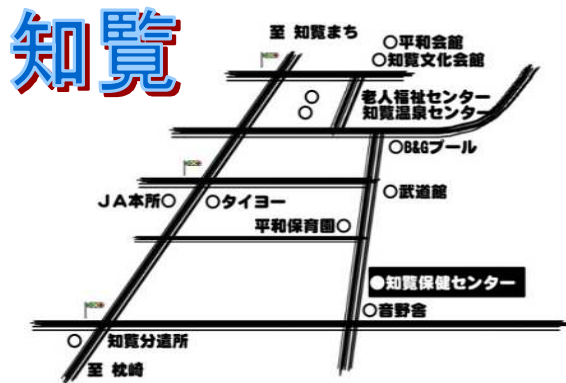 知覧
至 知覧まち
○平和会館
○知覧文化会館
老人福祉センター
知覧温泉センター
○B&Gプール
JA本所○
○タイヨー
○武道館
平和保育園○
●知覧保健センター
○音野舎
○知覧分遣所
至 枕崎